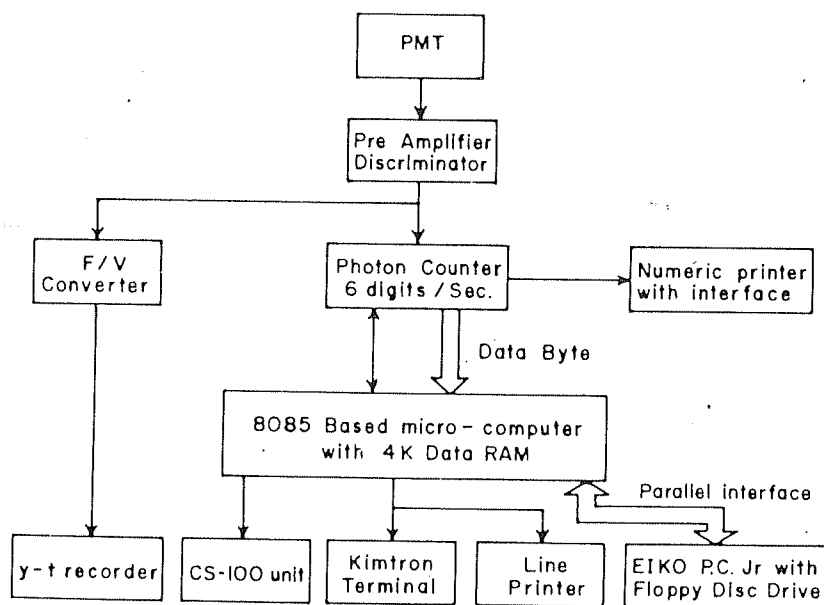 PMT
Pre Amplifier
Discriminator
F/V
Converter
Photon Counter
6 digits / Sec.
Numeric printer
with interface
Data Byte
8085 Based micro-computer
with 4K Data RAM
Parallel interface
y-t recorder
CS-100 unit
Kimtron
Terminal
Line
Printer
EIKO P.C. Jr with
Floppy Disc Drive